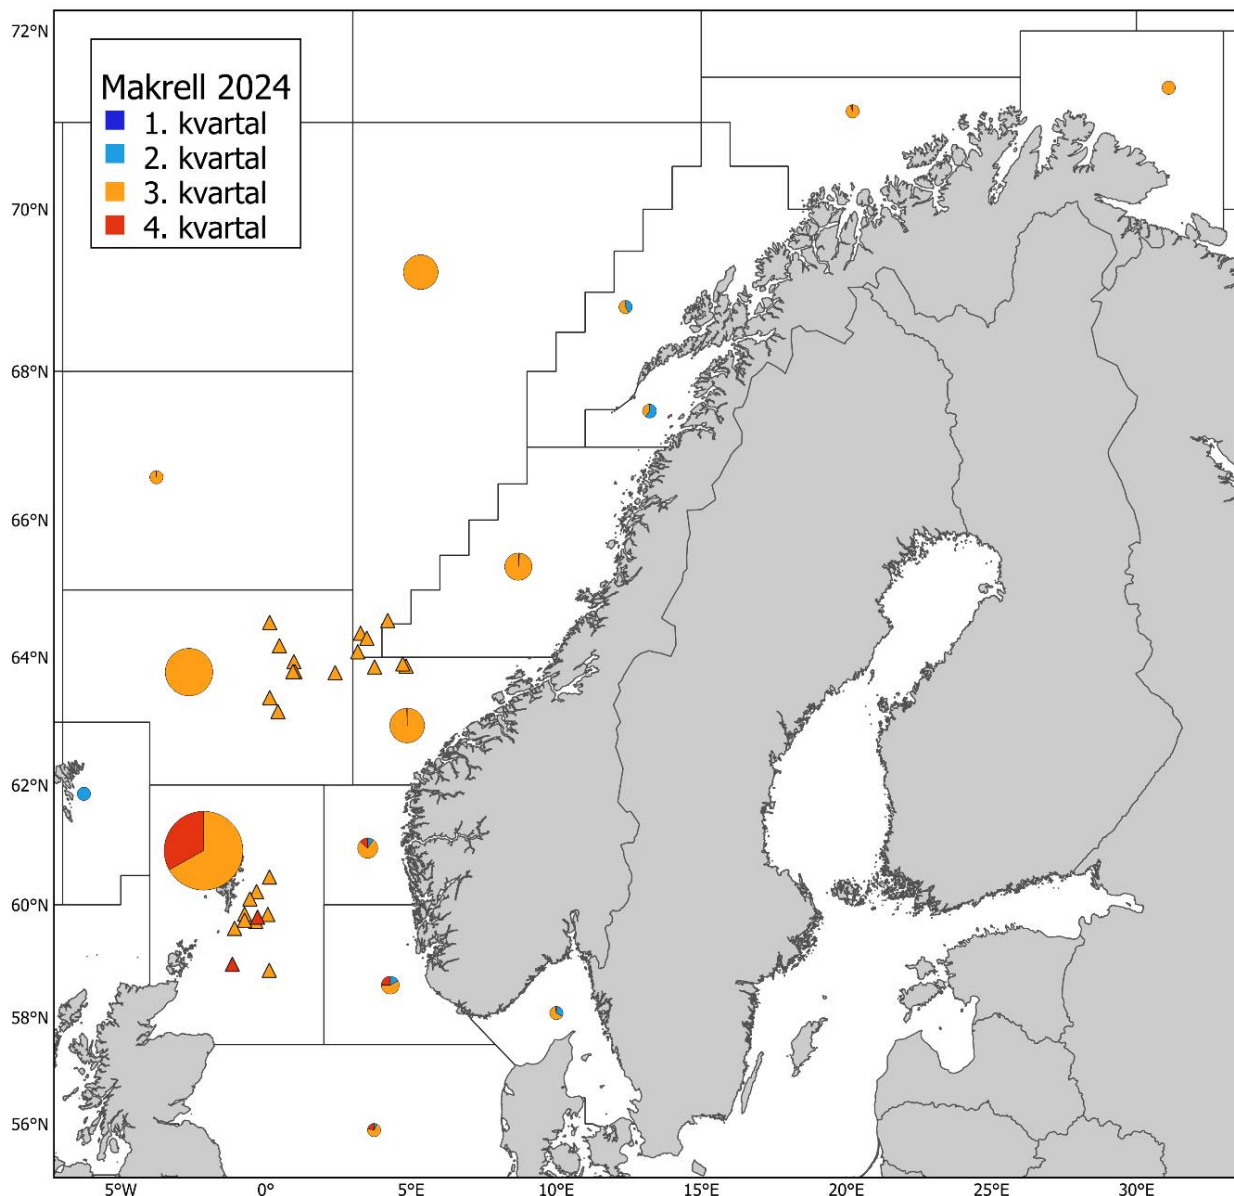 72°N
Makrell 2024
1. kvartal
2. kvartal
3. kvartal
4. kvartal
70°N
68°N
66°N
64°N
62°N
60°N
58°N
56°N
5°W 0° 5°E 10°E 15°E 20°E 25°E 30°E